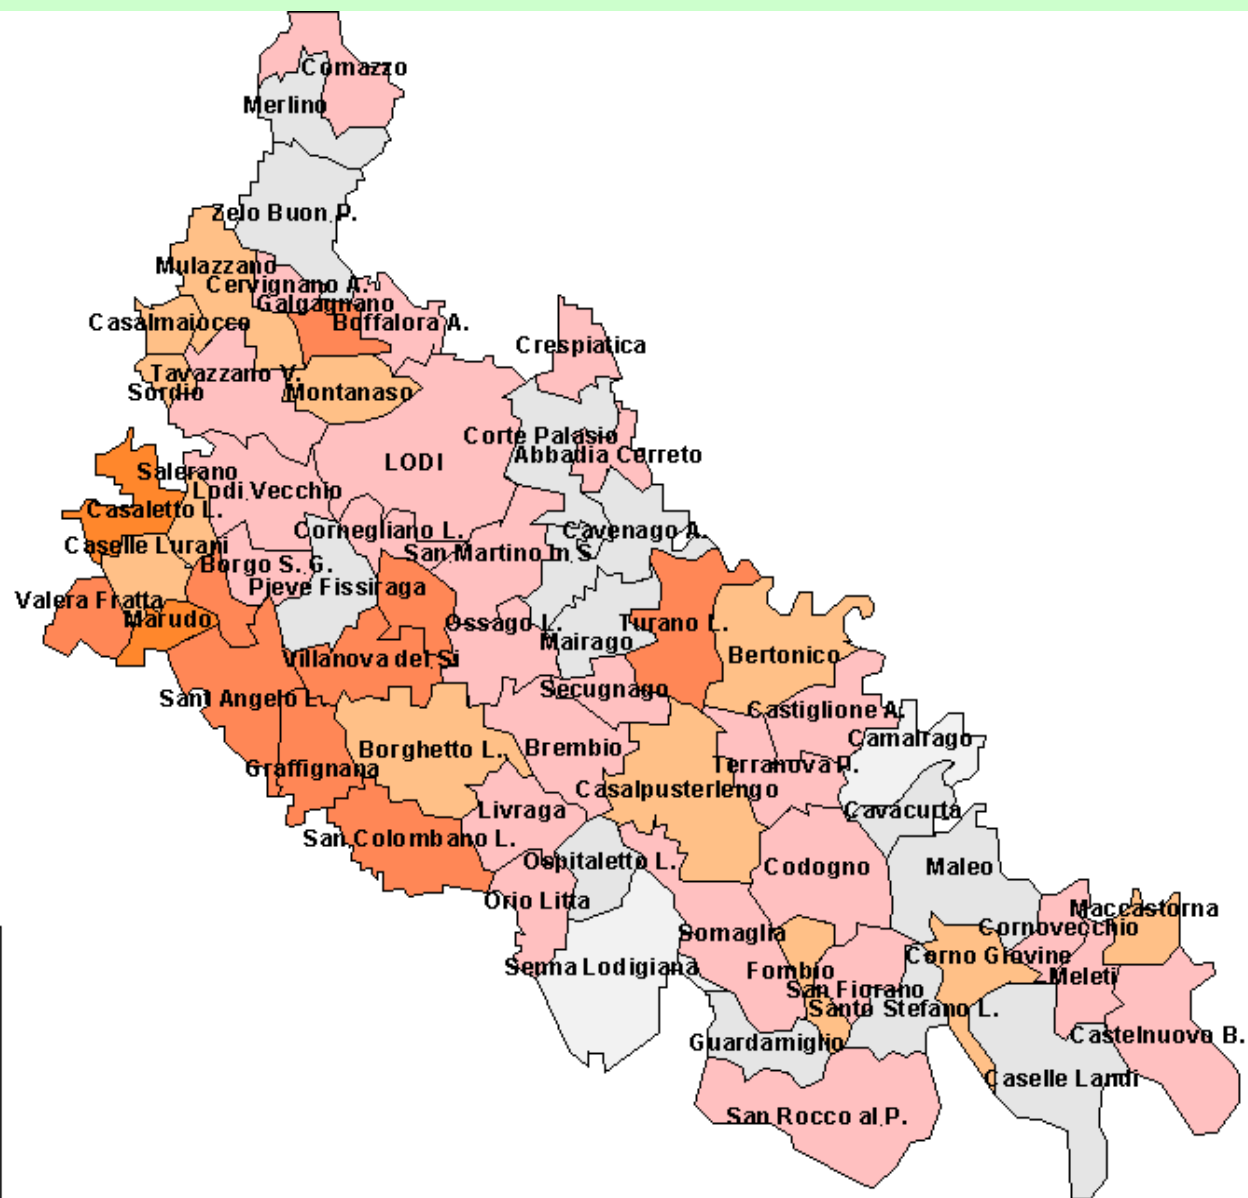 Comazzo
Merlino
Zelo Buon P.
Mulazzano
Cervignano A.
Galgagnano
Casalmaiocco
Boffalora A.
Crespiatica
Tavazzano V.
Sordio
Montanaso
Corte Palasio
Abbadia Cerreto
LODI
Salerano
Lodi Vecchio
Casaletto L.
Cornegliano L.
Cavenago A.
Caselle Lurani
San Martino In S
Borgo S. G.
Pieve Fissiraga
Valera Fratta
Marudo
Ossago L.
Turano L.
Mairago
Bertonico
Villanova del Si
Secugnago
Sant Angelo L.
Castiglione A.
Camairago
Borghetto L.
Brembio
Graffignana
Terranova P.
Casalpusterlengo
Livraga
Cavacurta
San Colombano L.
Ospitaletto L.
Codogno
Maleo
Orio Litta
Maccastorna
Cornovecchio
Somaglia
Corno Giovine
Senna Lodigiana
Fombio
Meleti
San Fiorano
Santo Stefano L.
Guardamiglio
Castelnuovo B.
Caselle Landi
San Rocco al P.